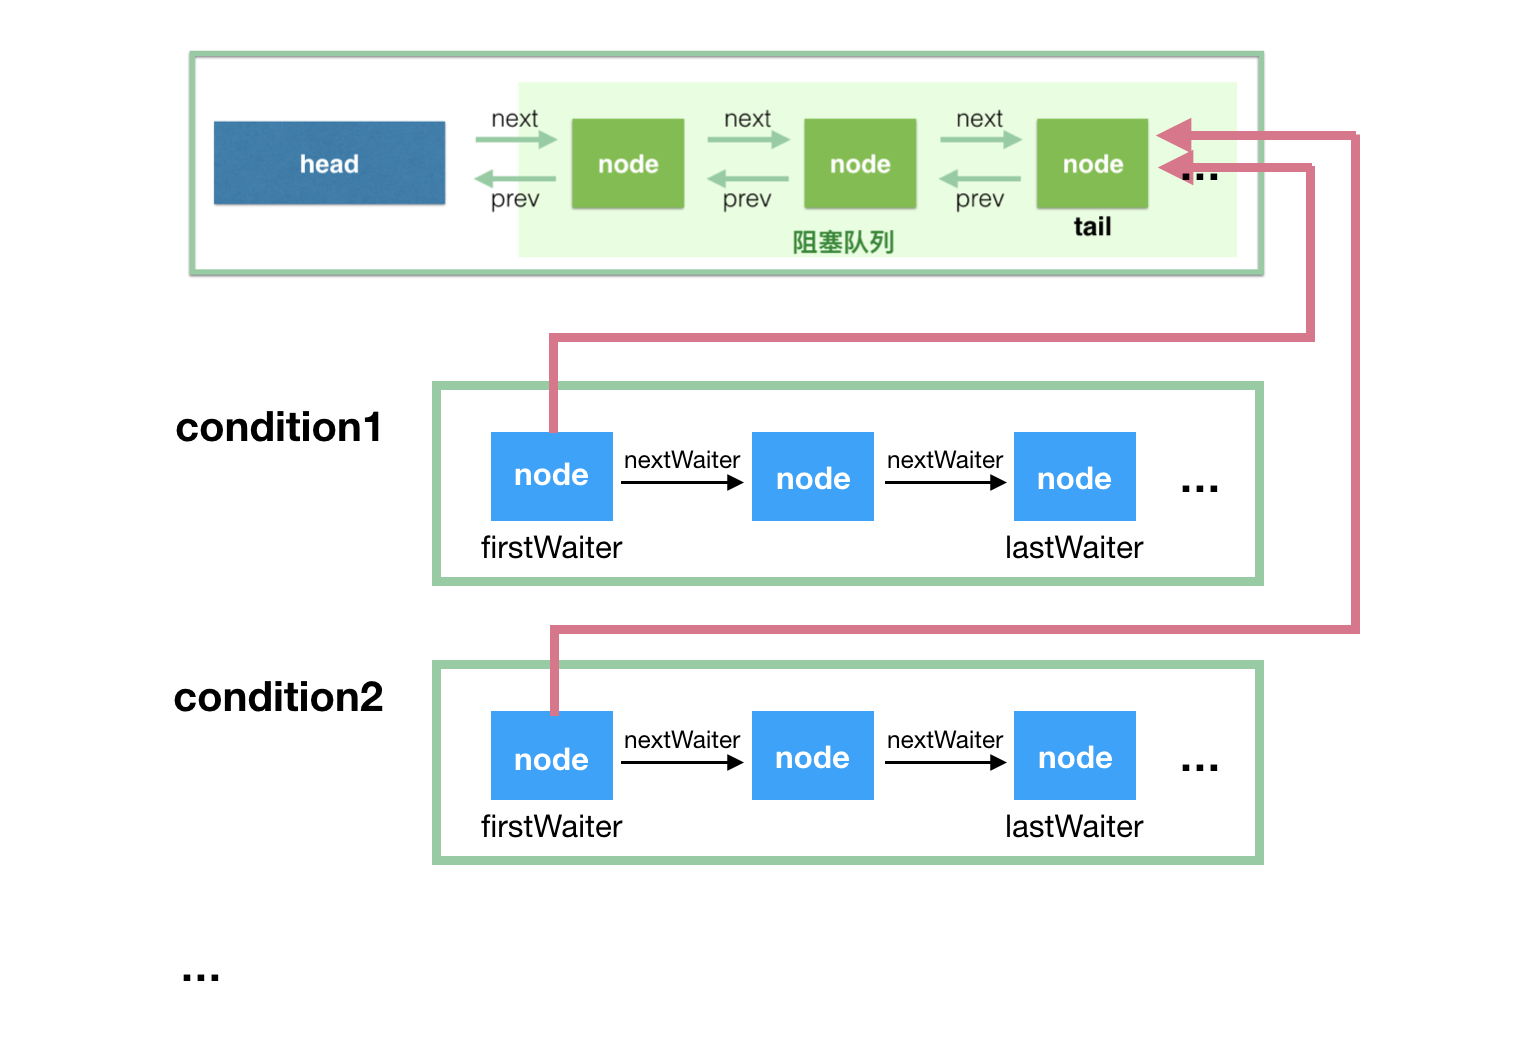 next next next
head node node node ...
prev prev prev
tail
阻塞队列
condition1
node nextWaiter node nextWaiter node ...
firstWaiter lastWaiter
condition2
node nextWaiter node nextWaiter node ...
firstWaiter lastWaiter
...